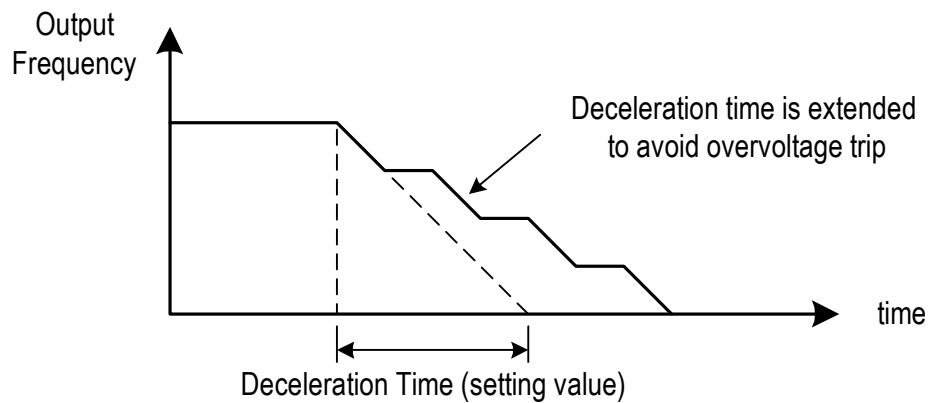 Output
Frequency
Deceleration time is extended
to avoid overvoltage trip
time
Deceleration Time (setting value)